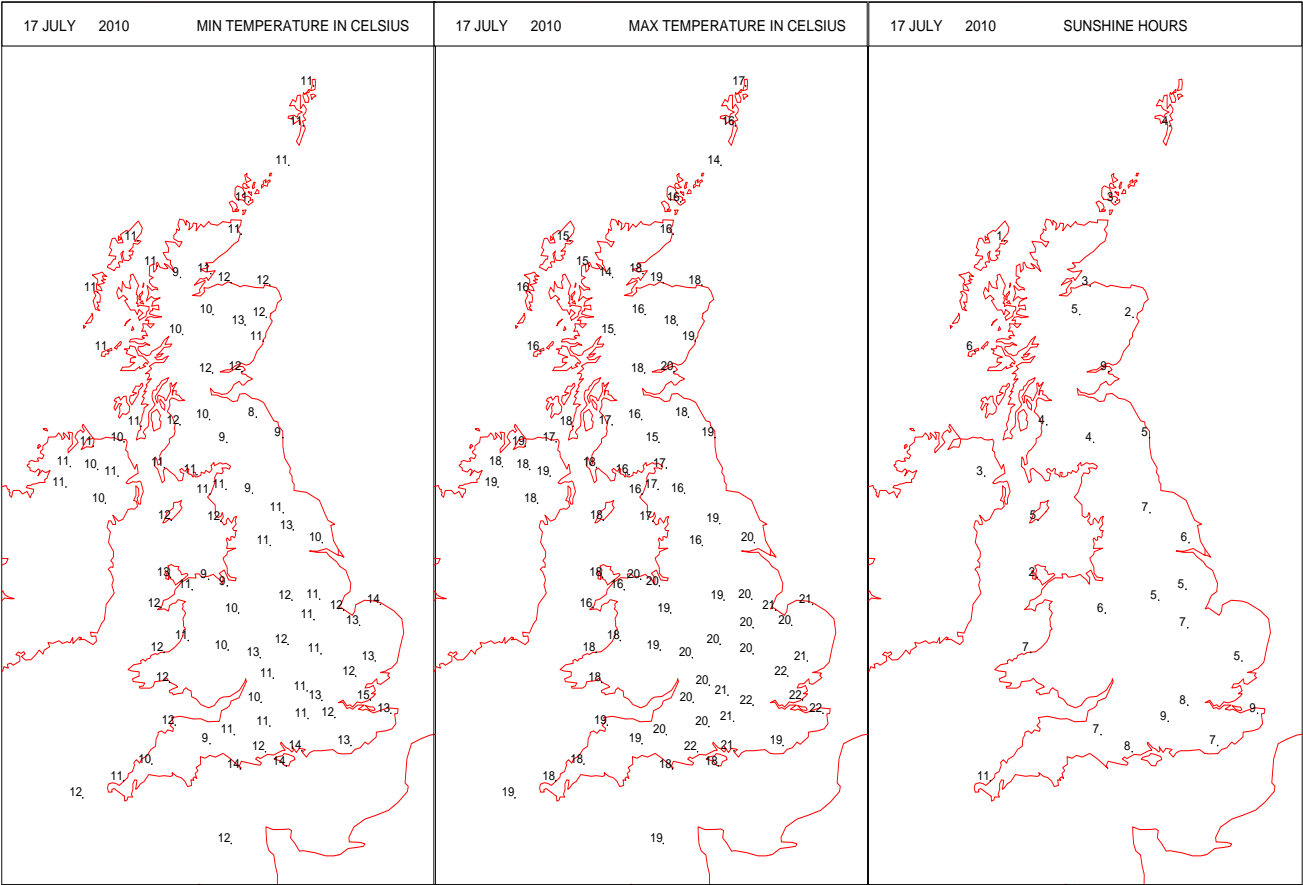 17 JULY 2010 MIN TEMPERATURE IN CELSIUS
11.
11.
11.
11.
11.
11.
11.
11. 9.
12. 12.
11.
10. 12.
13.
10. 11.
11.
12. 12.
10. 8.
11. 12.
9.
11. 10. 9.
11. 10. 11.
11. 11.
11. 11. 11. 9.
10.
11.
12. 12. 13.
11. 10.
13. 9.
11. 9.
12. 11. 14.
12. 10. 12.
11. 13.
11. 12.
12. 10. 11.
13. 13.
12. 11. 12.
11. 13. 15.
10. 13.
12. 11. 12.
11. 11.
9. 12. 14. 13.
10. 14. 14.
11.
12.
12.
17 JULY 2010 MAX TEMPERATURE IN CELSIUS
17.
16.
14.
16.
16.
15.
15. 18.
14. 19. 18.
16.
16.
18.
15. 19.
16.
18. 20.
16. 18.
18. 17.
19. 17. 15. 19.
18. 18. 18. 17.
19. 16.
19. 16. 17. 16.
18.
18. 17. 19.
16. 20.
18. 20.
16. 20.
16. 19. 19. 20. 21. 21.
20. 20.
18. 18. 19. 20. 20.
20. 21.
18. 20. 22.
20. 21. 22. 22.
22.
19. 20. 20. 21.
19. 22. 21. 19.
18. 18. 18.
18.
19.
19.
17 JULY 2010 SUNSHINE HOURS
4.
3.
1.
3.
5. 2.
6.
9.
4. 4. 5.
3.
5. 7.
6.
2.
5. 5.
6.
7.
7. 5.
8.
9. 9.
7. 8. 7.
11.